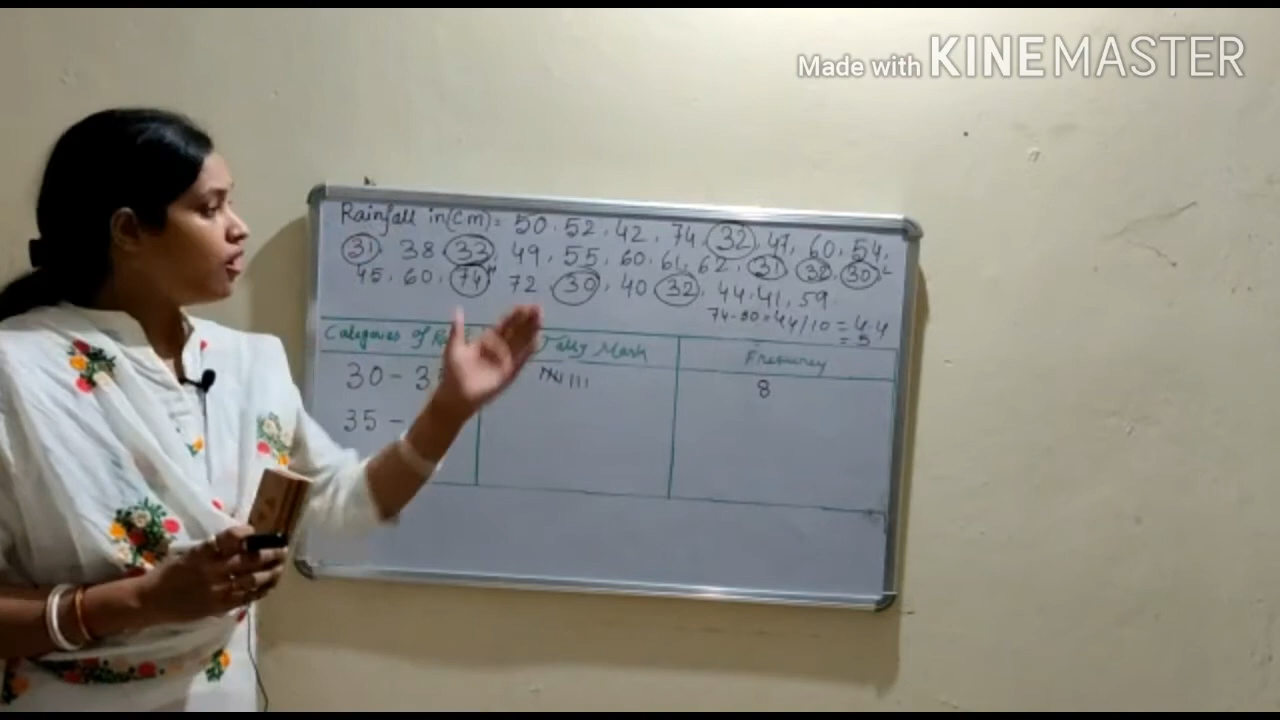 Made with KINEMASTER
Rainfall in (Cm) = 50, 52, 42, 74, 32, 47, 60, 54,
31, 38, 32, 49, 55, 60, 61, 62, 31, 32, 30,
45, 60, 74, 72, 30, 40, 32, 44, 41, 59
74-30=44/10 = 4.4
= 5
Categories of Tally Mark Frequency
30 - 3 8
35 -